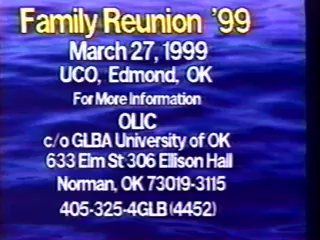 Family Reunion '99
March 27, 1999
UCO, Edmond, OK
For More Information
OLIC
c/o GLBA University of OK
633 Elm St 306 Ellison Hall
Norman, OK 73019-3115
405-325-4GLB (4452)